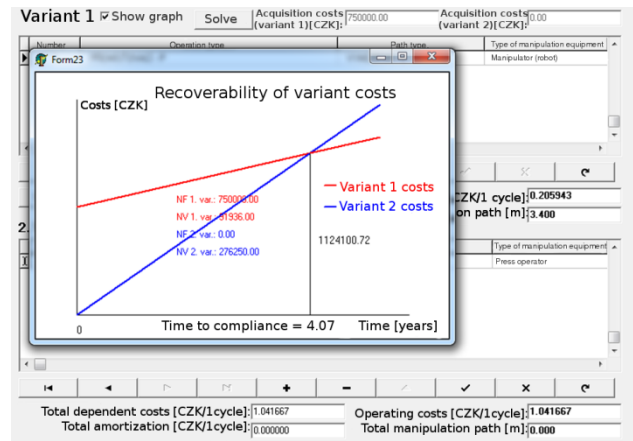 Variant 1 Show graph Solve Acquisition costs (variant 1)[CZK]: 750000.00 Acquisition costs (variant 2)[CZK]: 0.00
Number Operation type Path type Type of manipulation equipment
Manipulator (robot)
Form23
Recoverability of variant costs
Costs [CZK]
NF 1. var.: 750000.00
NV 1. var.: 91936.00
NF 2. var.: 0.00
NV 2. var.: 276250.00
Variant 1 costs
Variant 2 costs
1124100.72
0 Time to compliance = 4.07 Time [years]
CZK/1 cycle]: 0.205943
on path [m]: 3.400
2.
Type of manipulation equipment
Press operator
Total dependent costs [CZK/1cycle]: 1.041667 Operating costs [CZK/1cycle]: 1.041667
Total amortization [CZK/1cycle]: 0.000000 Total manipulation path [m]: 0.000